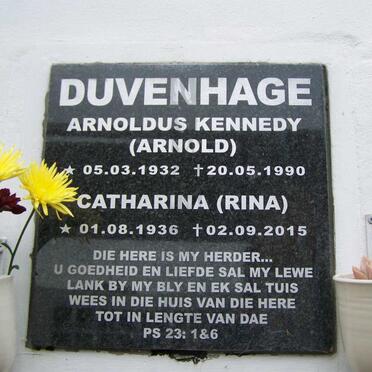 DUVENHAGE
ARNOLDUS KENNEDY
(ARNOLD)
★ 05.03.1932 †20.05.1990
CATHARINA (RINA)
★ 01.08.1936 †02.09.2015
DIE HERE IS MY HERDER...
U GOEDHEID EN LIEFDE SAL MY LEWE
LANK BY MY BLY EN EK SAL TUIS
WEES IN DIE HUIS VAN DIE HERE
TOT IN LENGTE VAN DAE
PS 23: 1&6